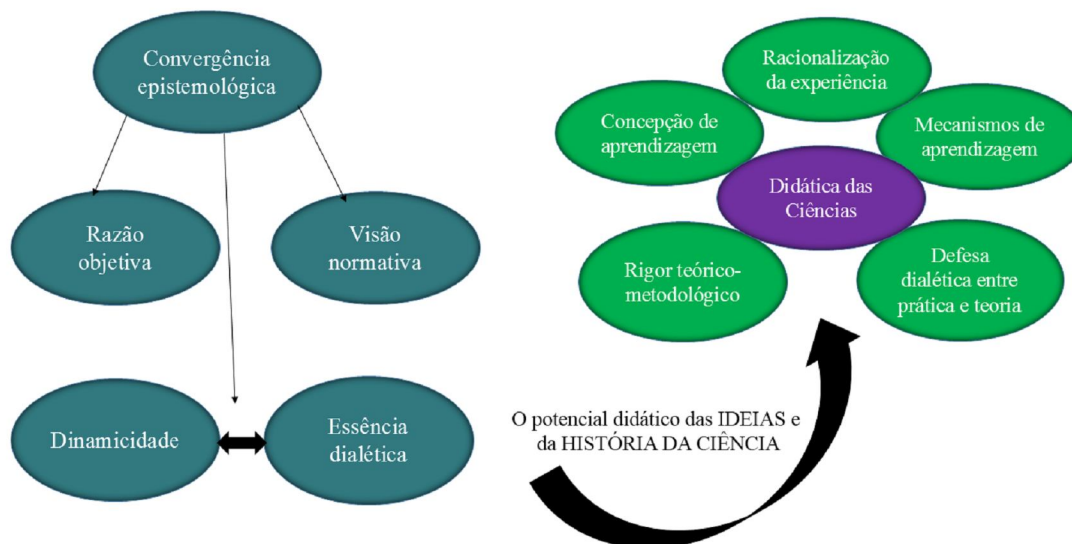 Convergência
epistemológica
Razão
objetiva
Visão
normativa
Dinamicidade
Essência
dialética
Racionalização
da experiência
Concepção de
aprendizagem
Mecanismos de
aprendizagem
Didática das
Ciências
Rigor teórico-
metodológico
Defesa
dialética entre
prática e teoria
O potencial didático das IDEIAS e
da HISTÓRIA DA CIÊNCIA